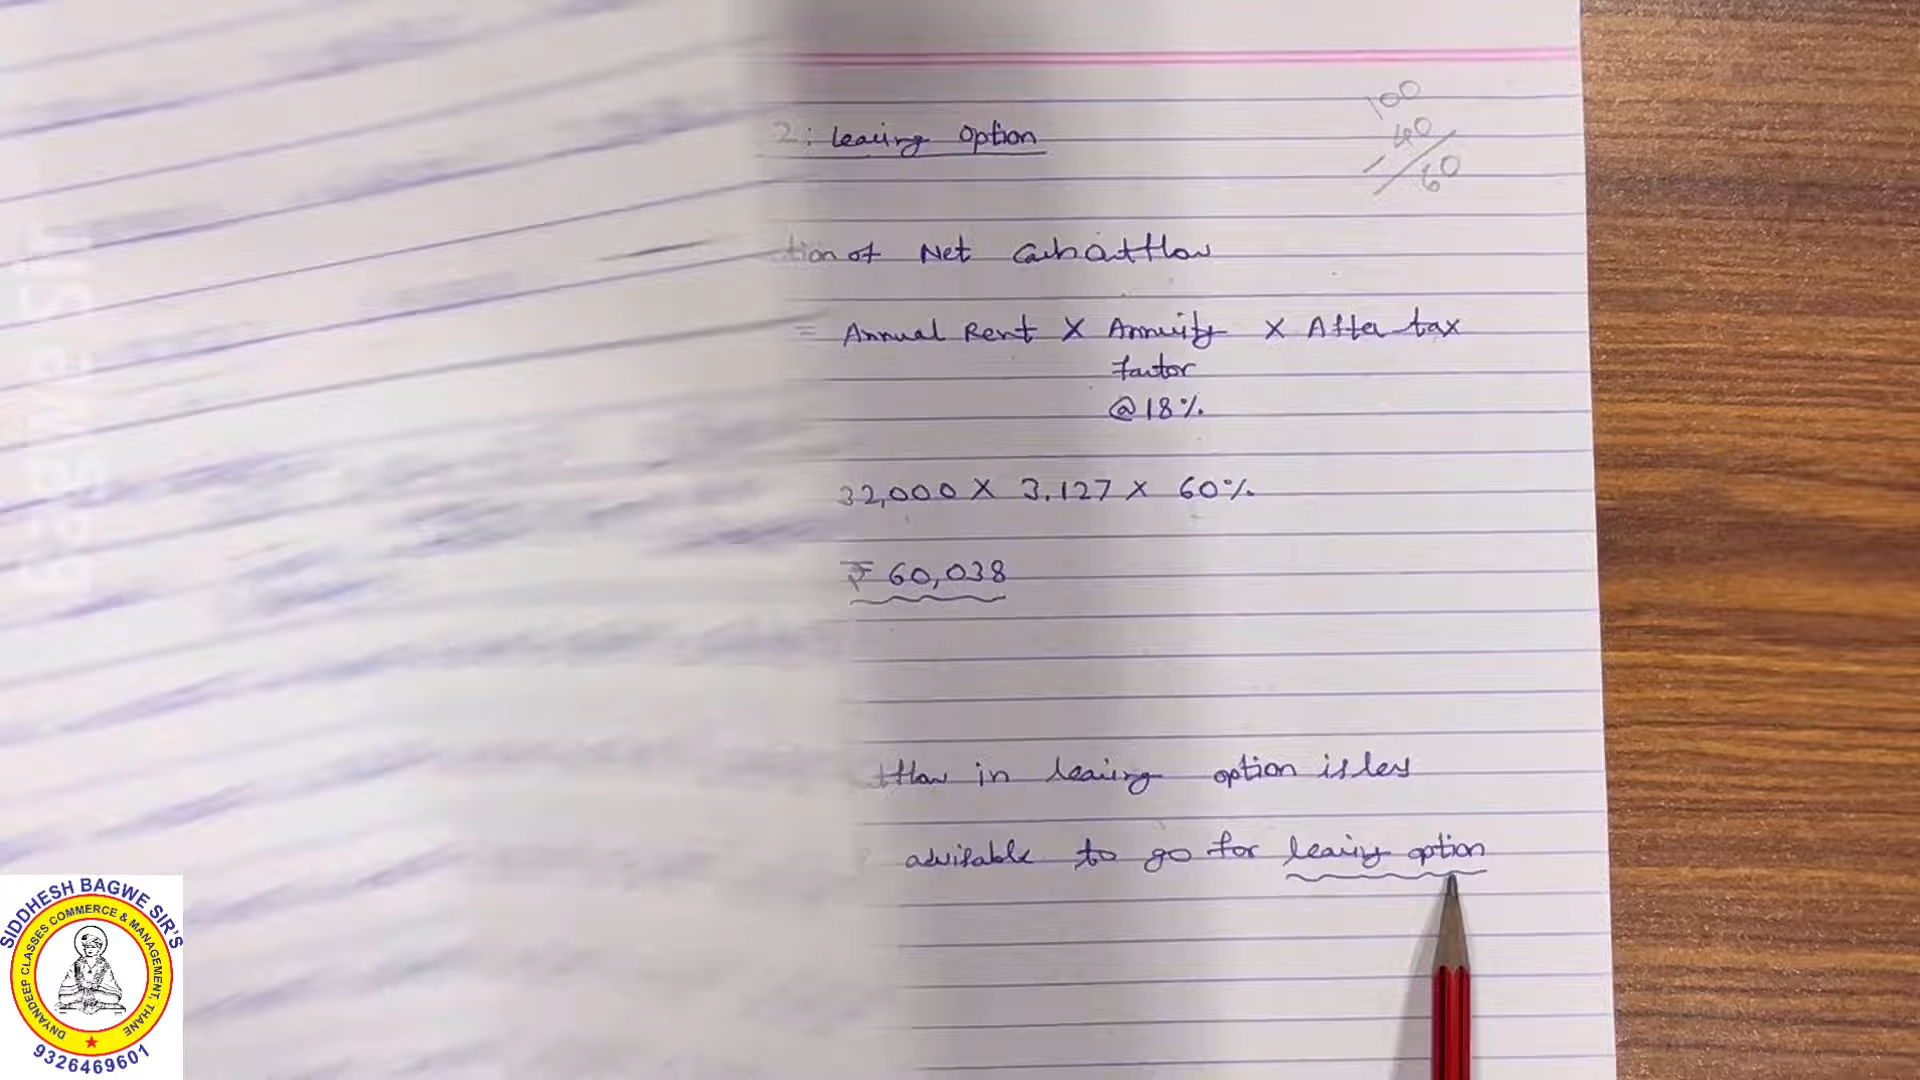 2: Leasing Option
100
40
60
tion of Net Cash Outflow
= Annual Rent X Annuity X After tax
factor
@ 18%
32,000 X 3.127 X 60%
₹ 60,038
tflow in leasing option is less
advisable to go for leasing option
SIDDHESH BAGWE SIR'S
DNYANDEEP CLASSES COMMERCE & MANAGEMENT, THANE
9326469601